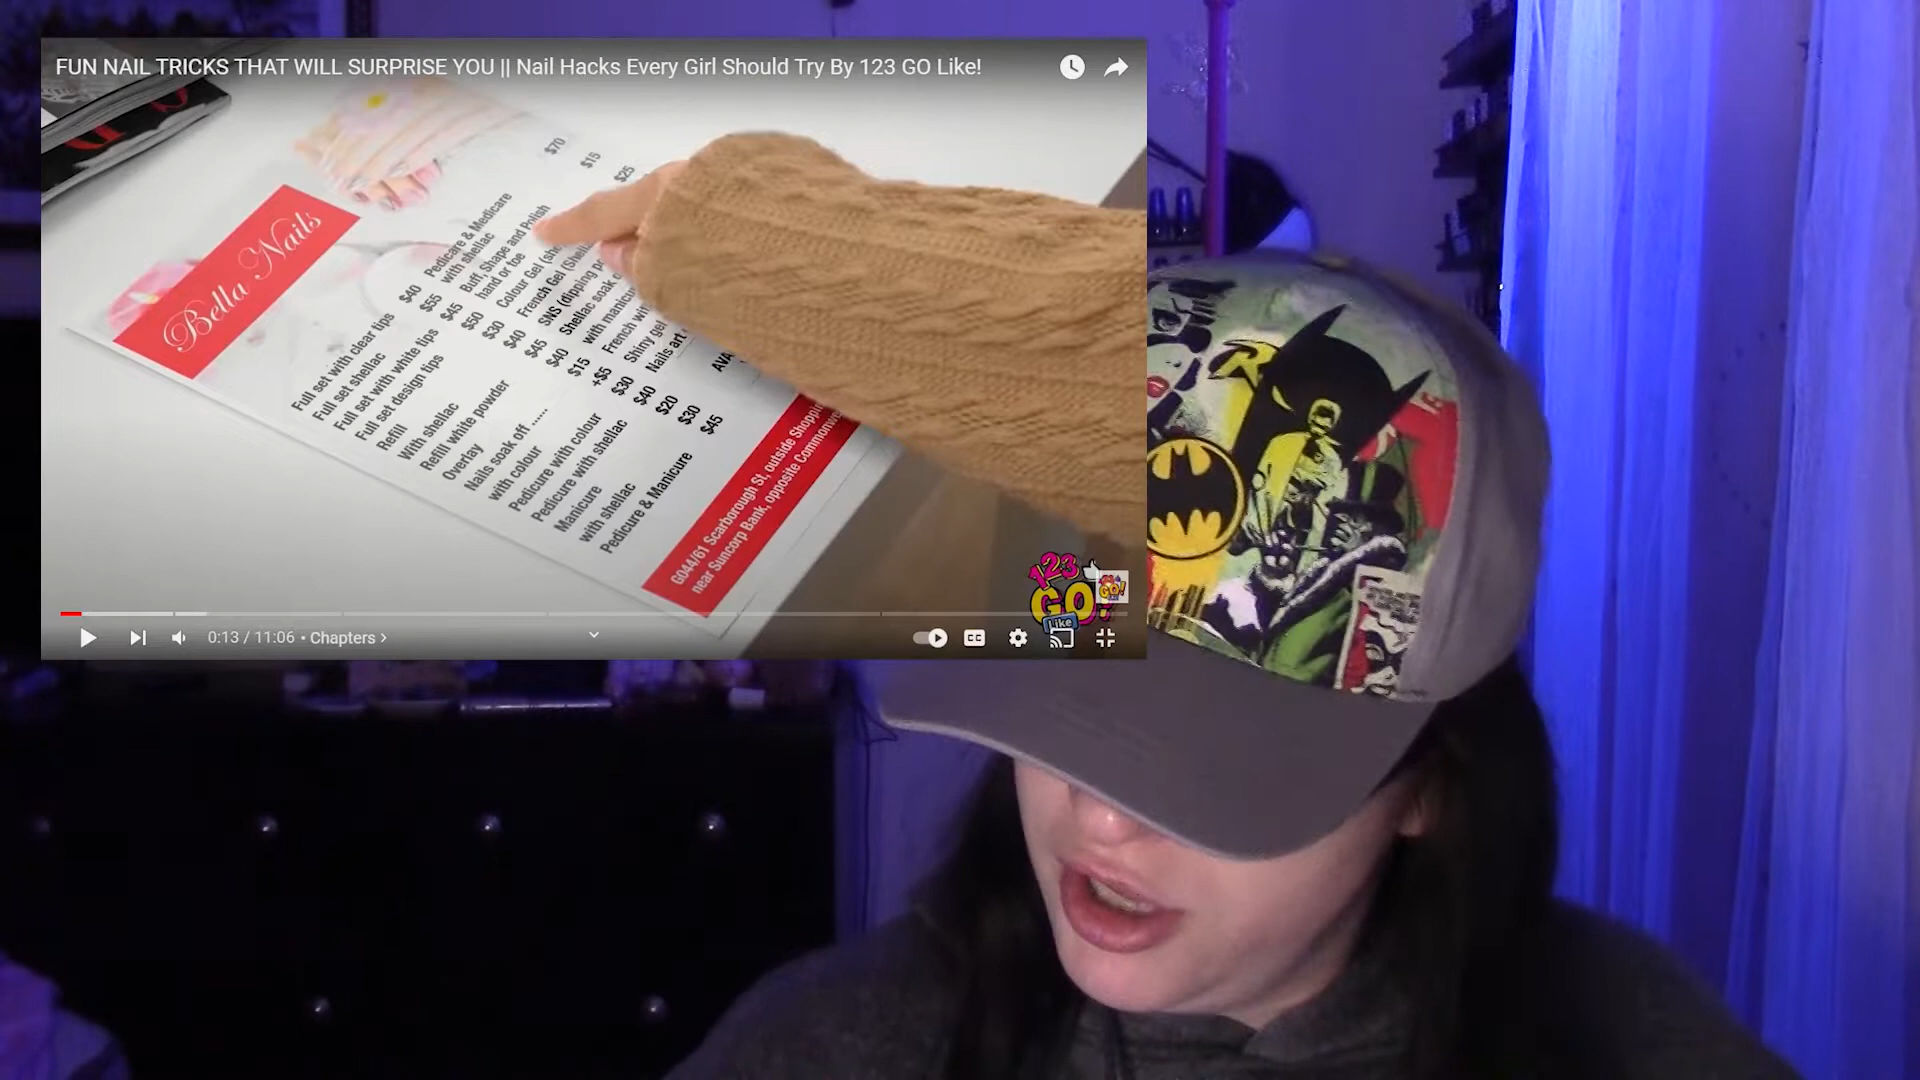 FUN NAIL TRICKS THAT WILL SURPRISE YOU || Nail Hacks Every Girl Should Try By 123 GO Like!
Bella Nails
Full set with clear tips $40
Full set shellac $55
Full set with white tips $45
Full set design tips $50
Refill $30
With shellac $40
Refill white powder $45
Overlay $40
Nails soak off ...... $15
with colour +$5
Pedicure with colour $30
Pedicure with shellac $40
Manicure $20
with shellac $30
Pedicure & Manicure $45
Pedicare & Medicare
with shellac $70
Buff, Shape and Polish
hand or toe $15
Colour Gel $25
French Gel
SNS (dipping
Shellac soak
with
French
Shiny gel
Nails art
G044/61 Scarborough St, outside
near Suncorp Bank, opposite
123
GO!
Like
GO!
0:13 / 11:06 • Chapters ›
CC
R